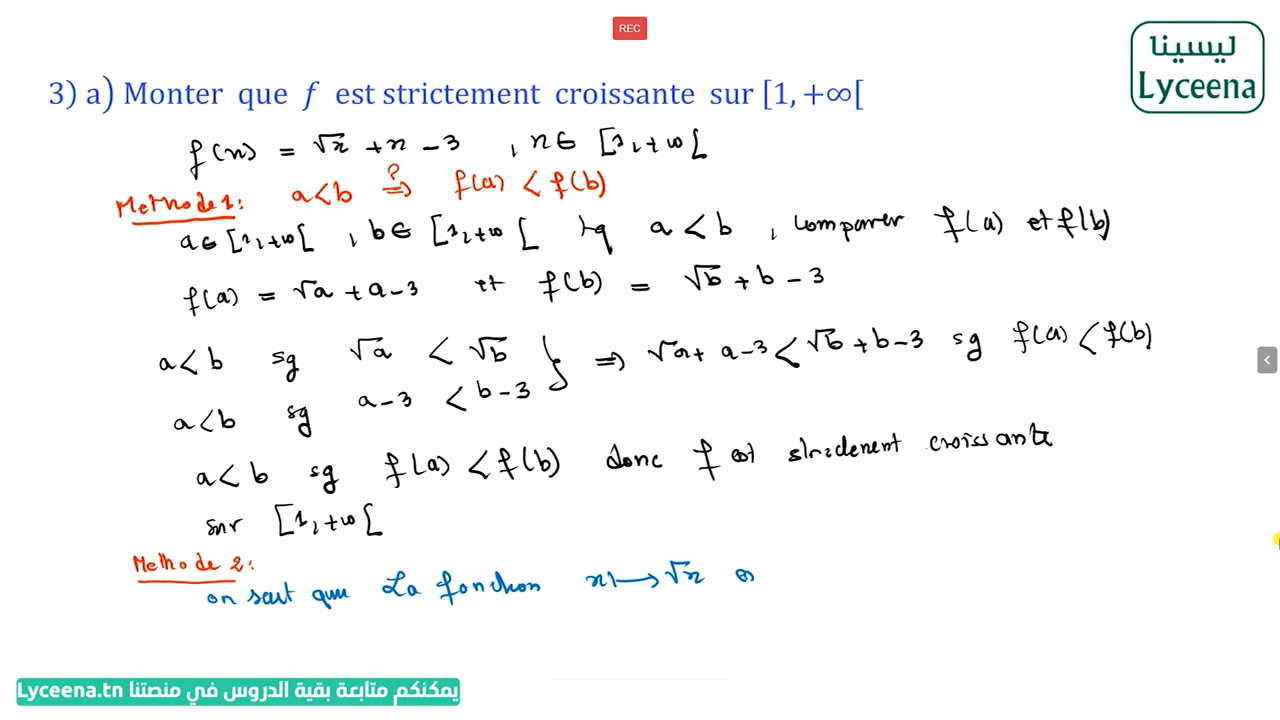 REC
ليسينا
Lyceena
3) a) Monter que f est strictement croissante sur [1, +∞[
f(x) = √x + x − 3 , x ∈ [1, +∞[
Methode 1: a < b ?⇒ f(a) < f(b)
a ∈ [1, +∞[ , b ∈ [1, +∞[ tq a < b , comparer f(a) et f(b)
f(a) = √a + a − 3 et f(b) = √b + b − 3
a < b sg √a < √b } ⇒ √a + a − 3 < √b + b − 3 sg f(a) < f(b)
a < b sg a − 3 < b − 3
a < b sg f(a) < f(b) donc f est strictement croissante
sur [1, +∞[
Methode 2:
on sait que La fonction x ⟼ √x es
يمكنكم متابعة بقية الدروس في منصتنا Lyceena.tn